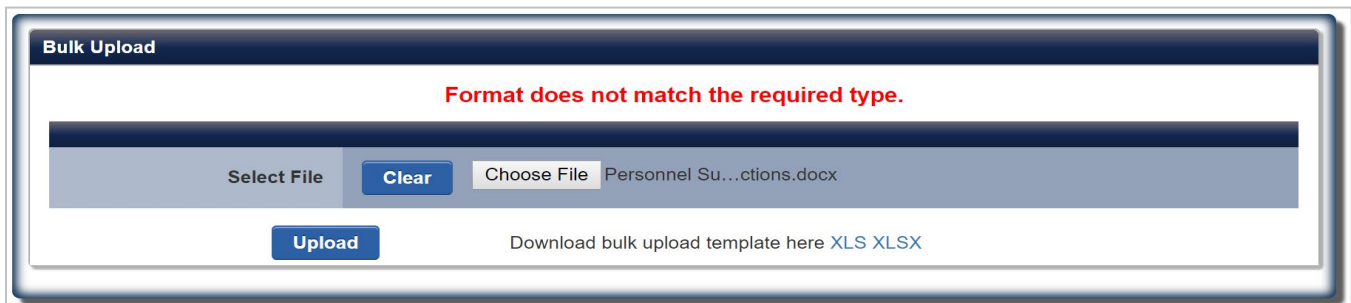 Bulk Upload
Format does not match the required type.
Select File Clear Choose File Personnel Su…ctions.docx
Upload Download bulk upload template here XLS XLSX